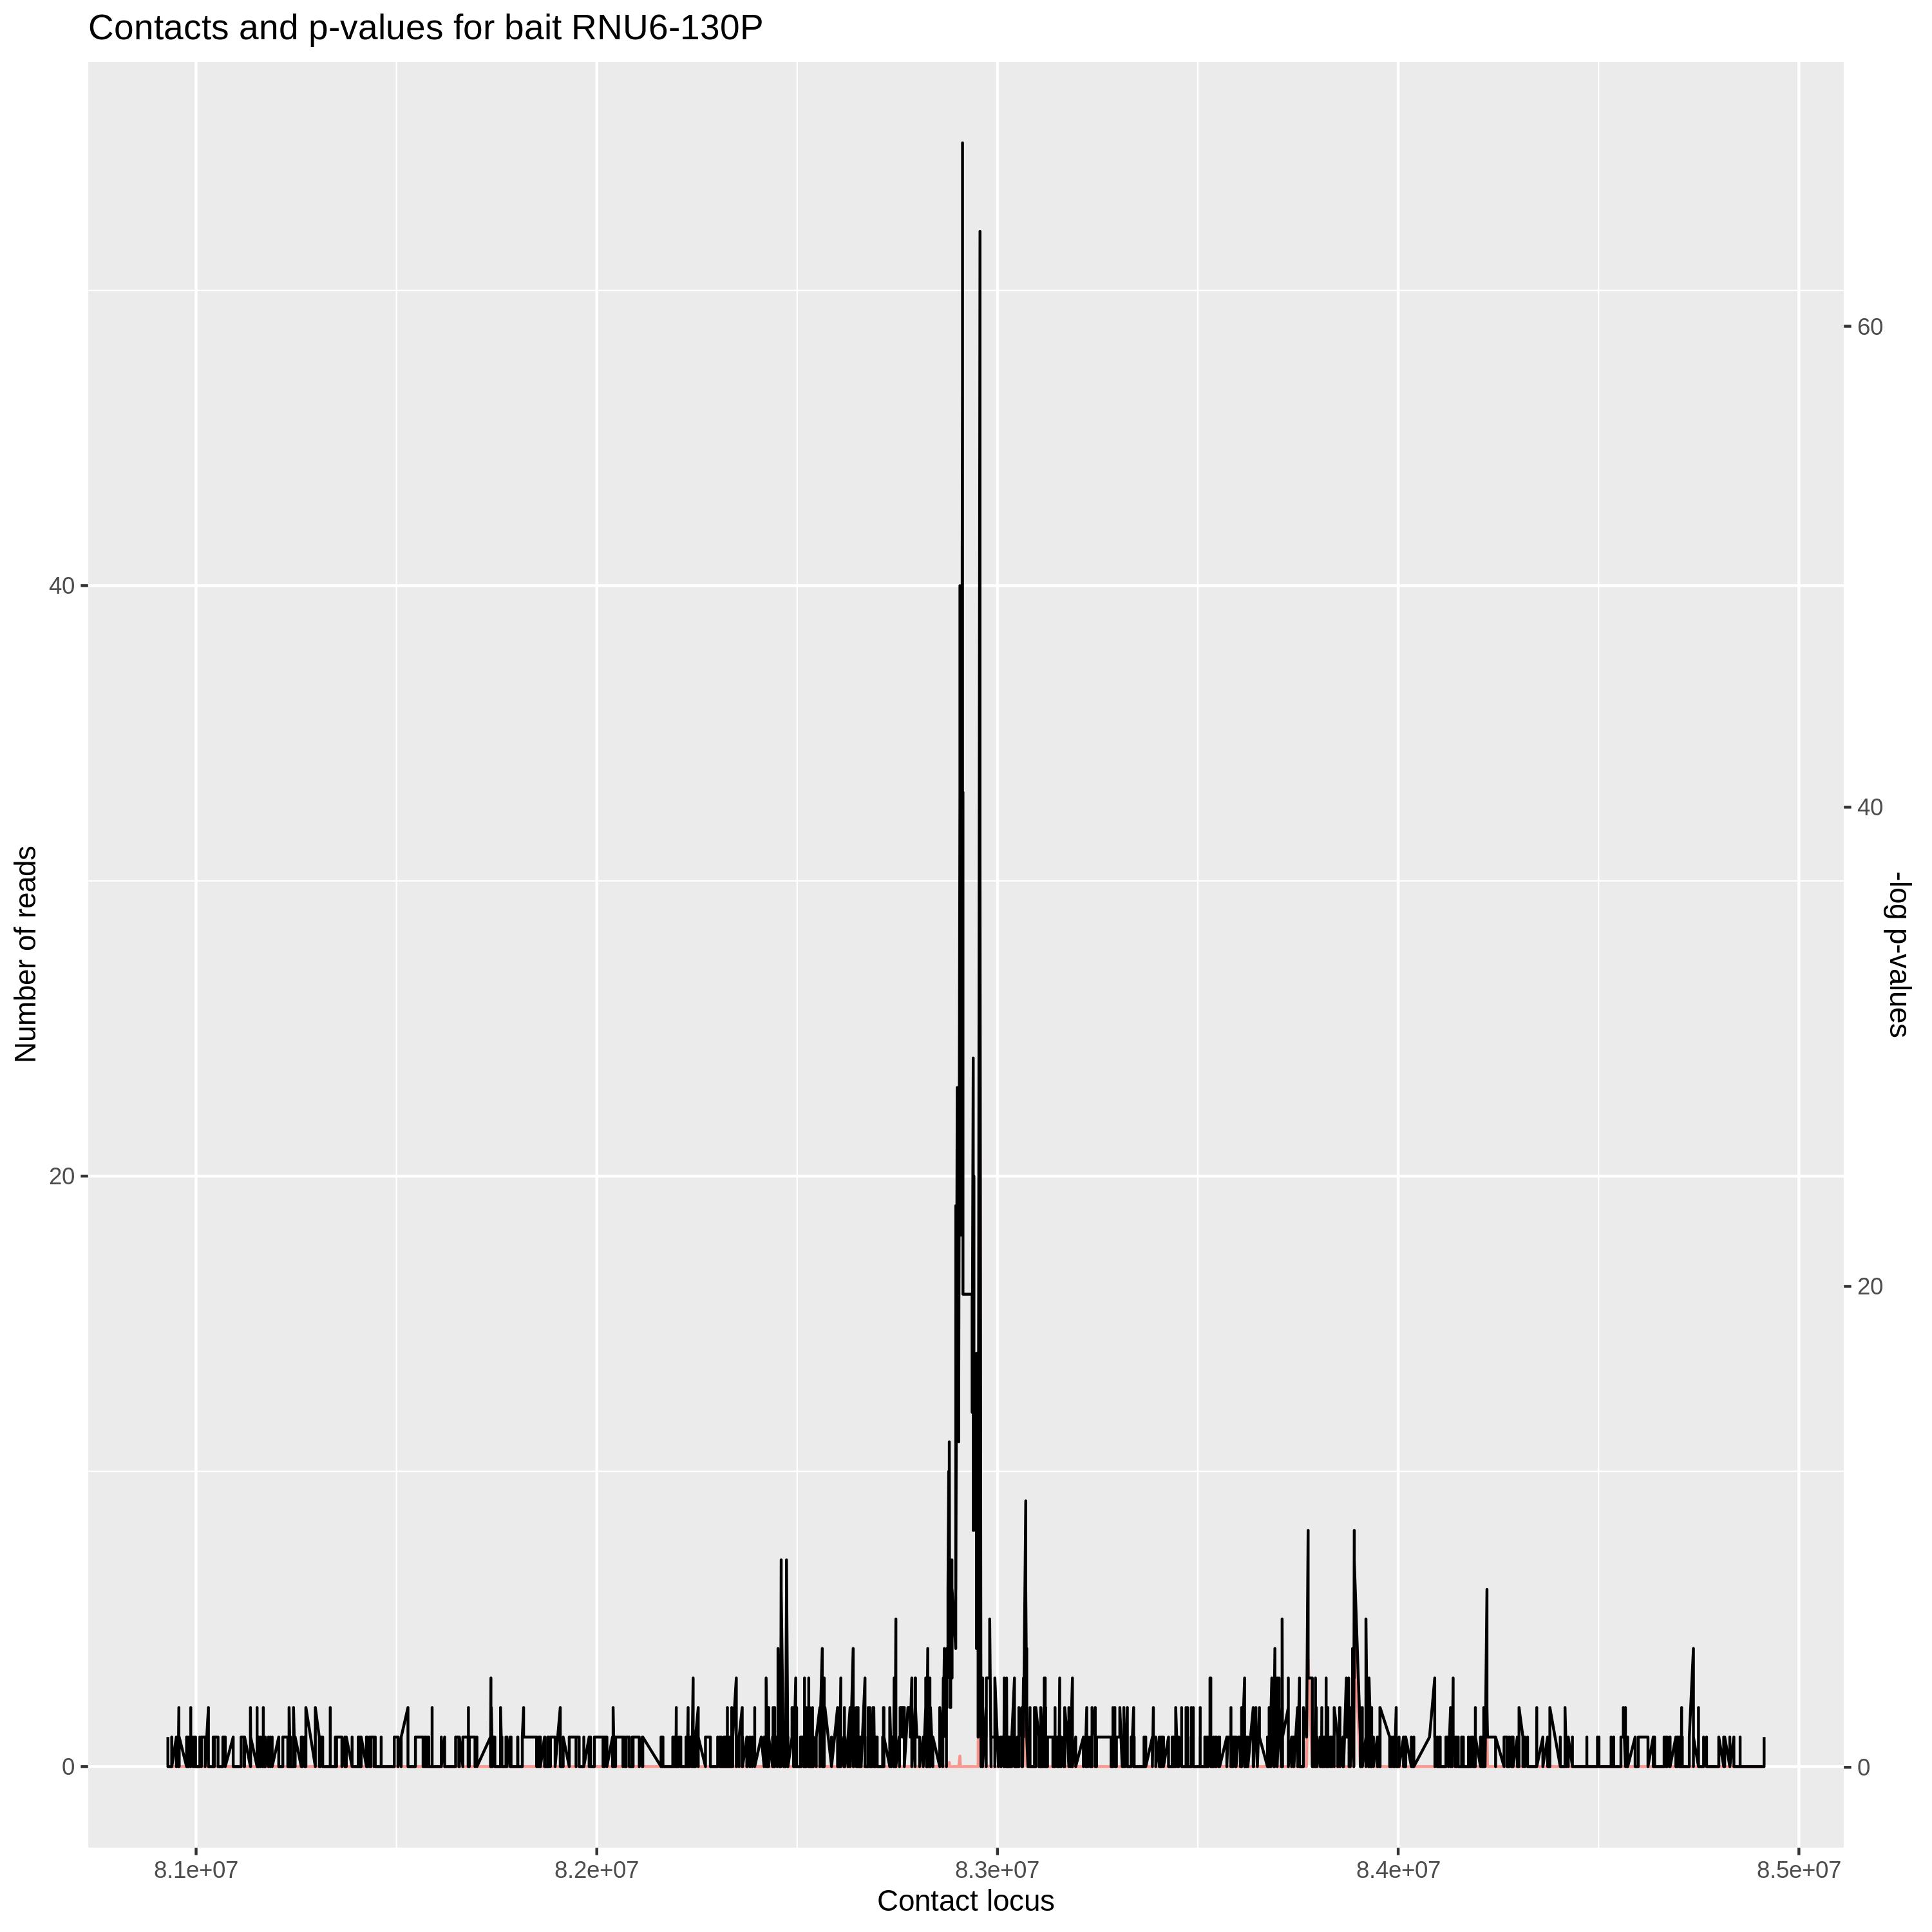 Contacts and p-values for bait RNU6-130P
Number of reads
40
20
0
60
40
20
0
-log p-values
8.1e+07 8.2e+07 8.3e+07 8.4e+07 8.5e+07
Contact locus